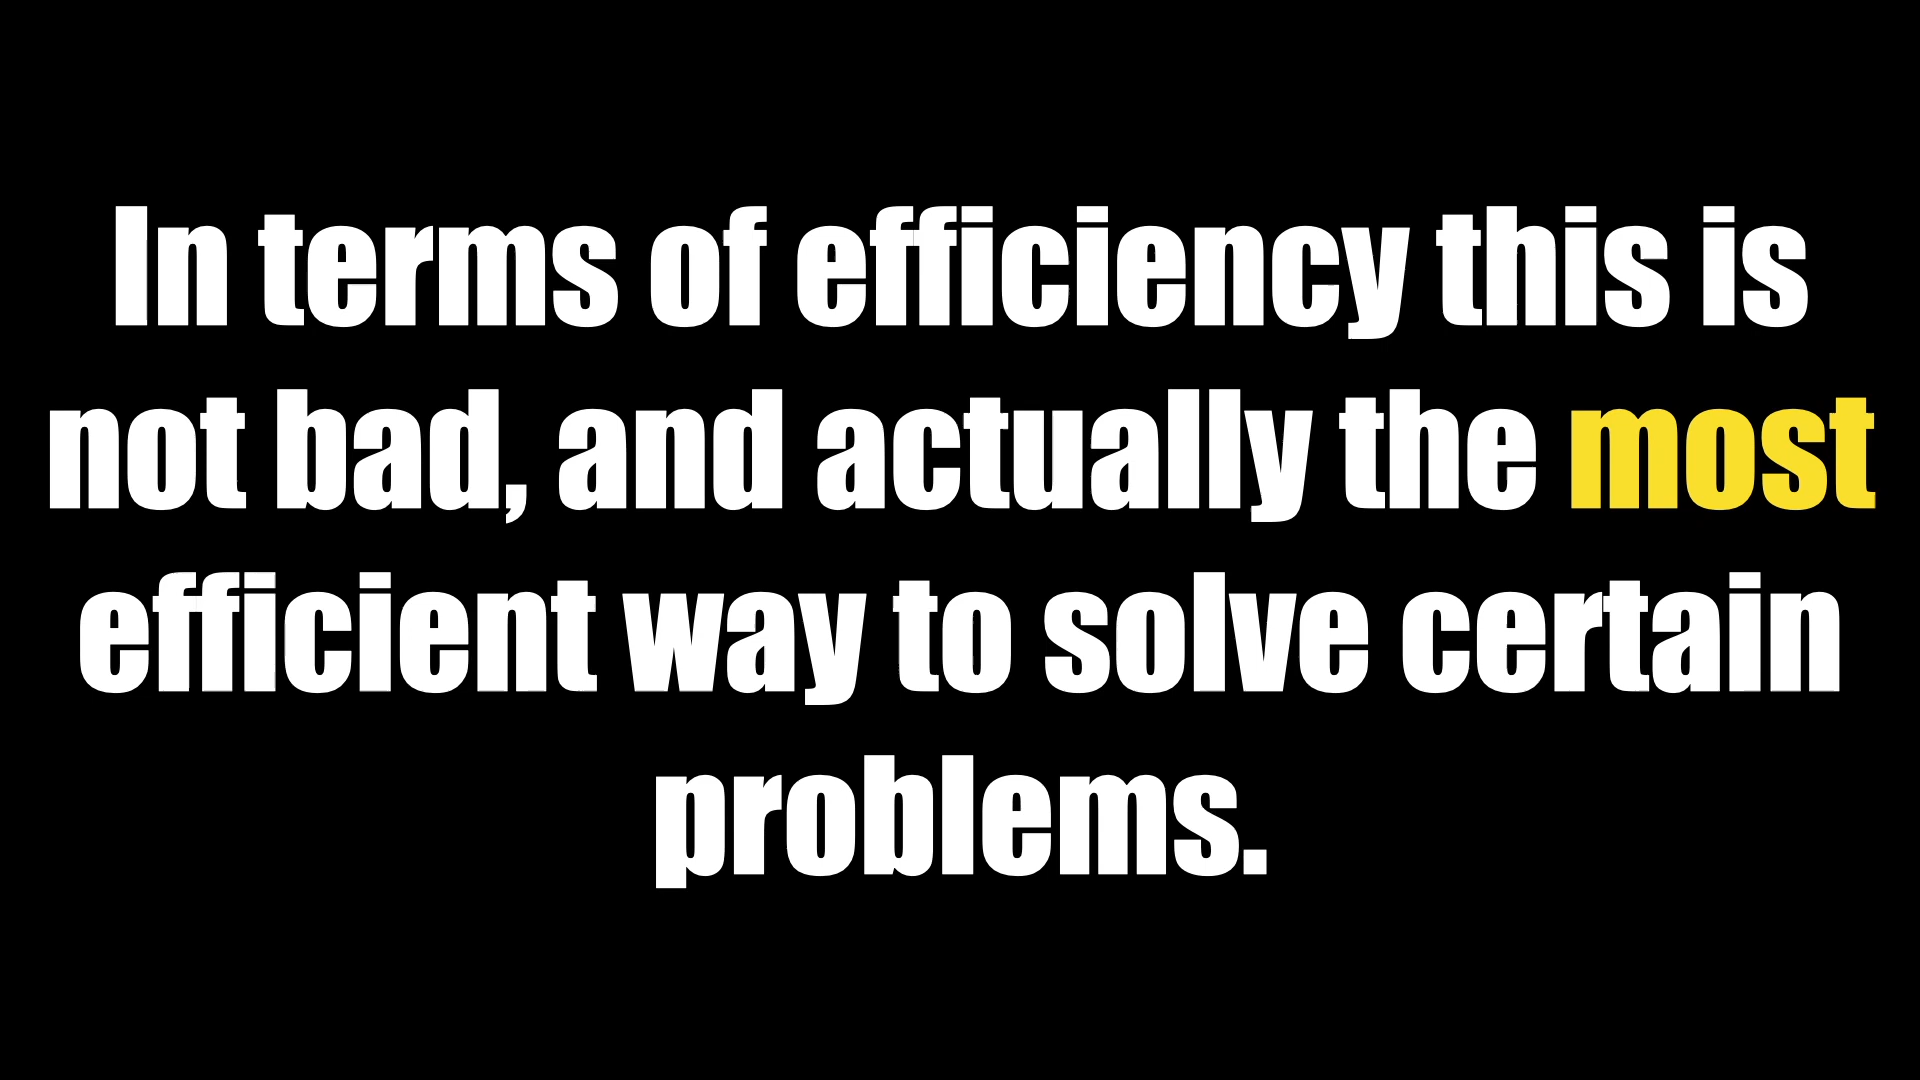 In terms of efficiency this is
not bad, and actually the most
efficient way to solve certain
problems.